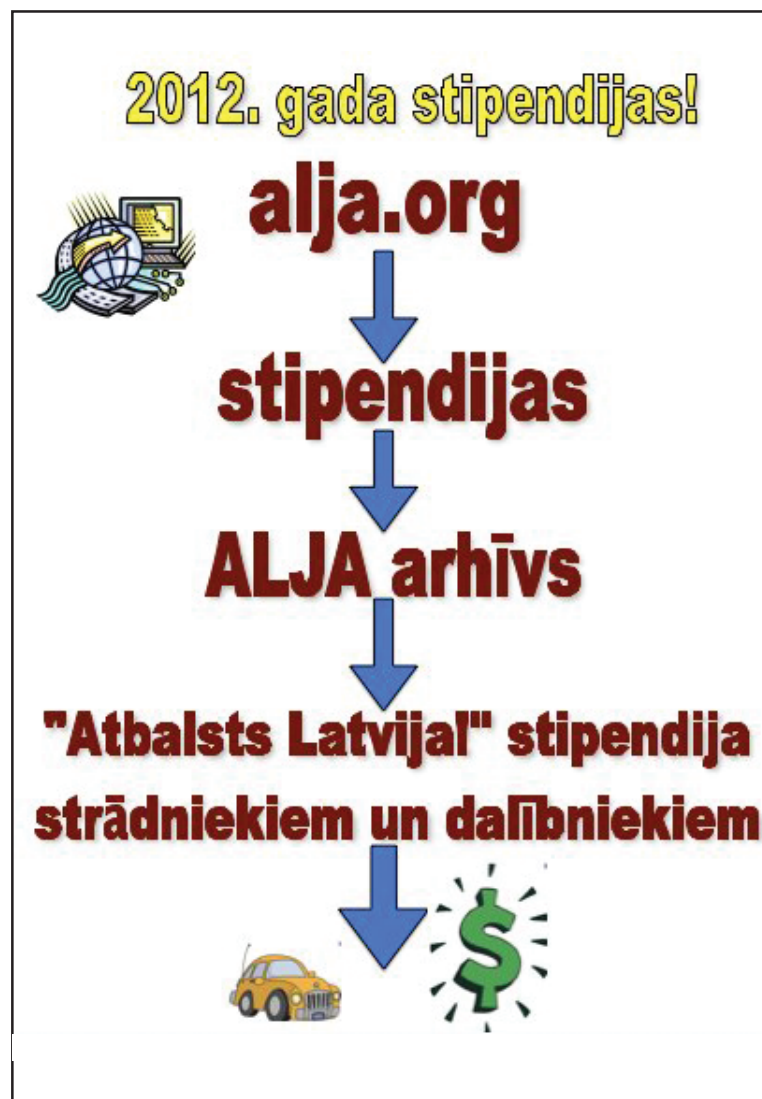 2012. gada stipendijas!
alja.org
stipendijas
ALJA arhīvs
"Atbalsts Latvijai" stipendija
strādniekiem un dalībniekiem
$